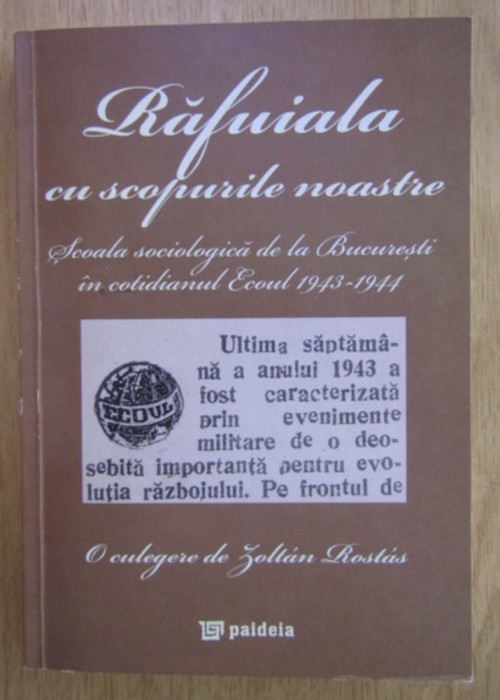 Răfuiala
cu scopurile noastre
Școala sociologică de la București
în cotidianul Ecoul 1943-1944
Ultima săptămâ-
nă a anului 1943 a
fost caracterizată
prin evenimente
militare de o deo-
sebită importanță pentru evo-
luția războiului. Pe frontul de
ECOUL
O culegere de Zoltán Rostás
paideia